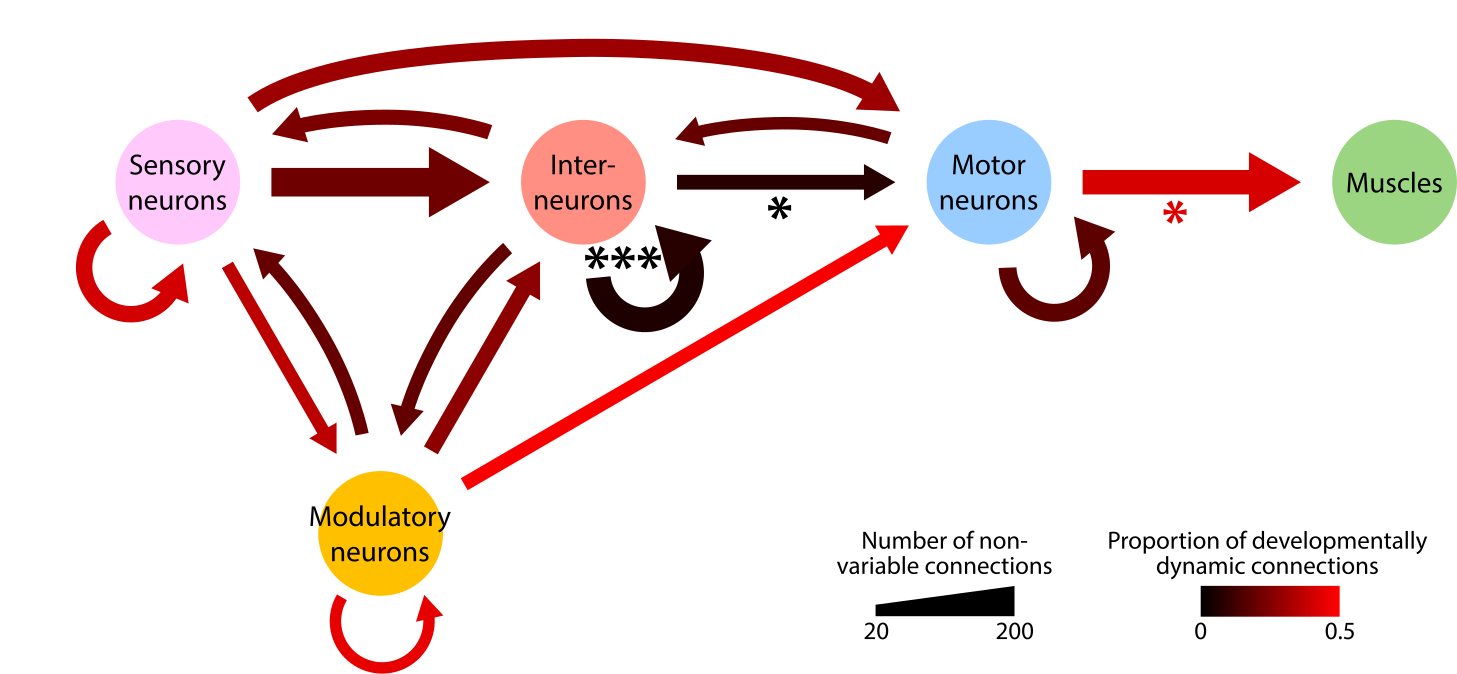 Sensory
neurons
Inter-
neurons
Motor
neurons
Muscles
*
*
***
Modulatory
neurons
Number of non-
variable connections
20
200
Proportion of developmentally
dynamic connections
0
0.5